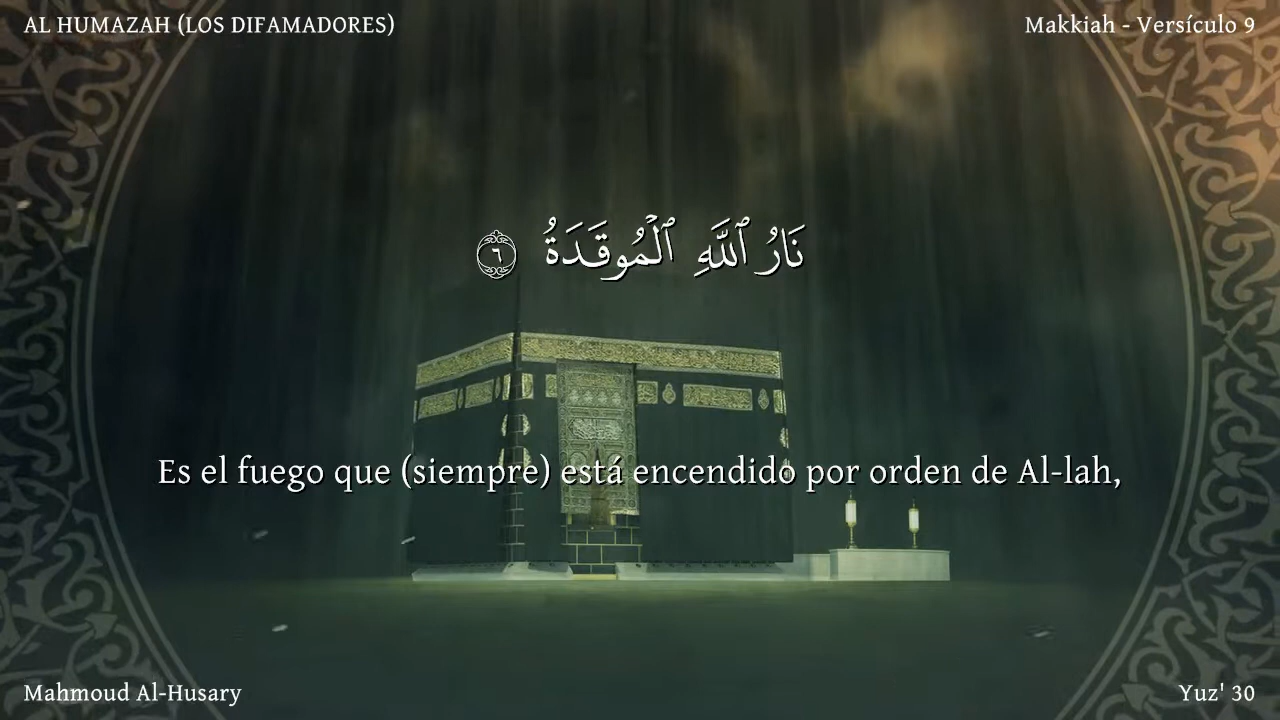 AL HUMAZAH (LOS DIFAMADORES)
Makkiah - Versículo 9
نَارُ ٱللَّهِ ٱلْمُوقَدَةُ ٦
Es el fuego que (siempre) está encendido por orden de Al-lah,
Mahmoud Al-Husary
Yuz' 30